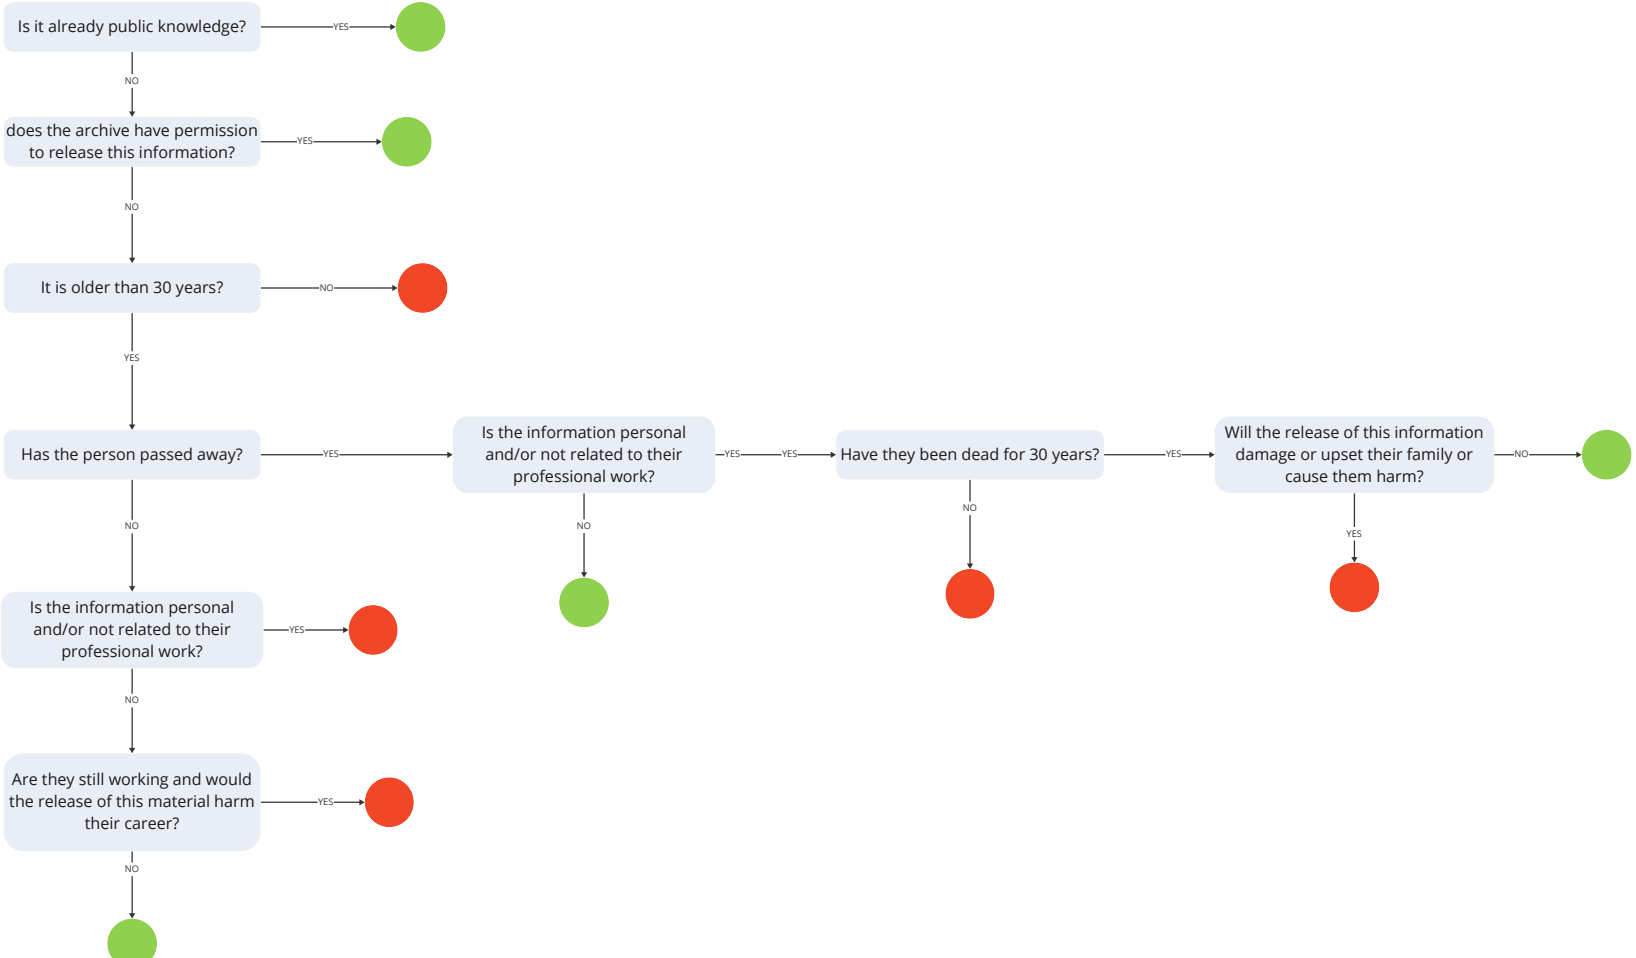 Is it already public knowledge?
YES
NO
does the archive have permission
to release this information?
YES
NO
It is older than 30 years?
NO
YES
Has the person passed away?
YES
Is the information personal
and/or not related to their
professional work?
YES
YES
Have they been dead for 30 years?
YES
Will the release of this information
damage or upset their family or
cause them harm?
NO
NO
NO
NO
YES
Is the information personal
and/or not related to their
professional work?
YES
NO
Are they still working and would
the release of this material harm
their career?
YES
NO